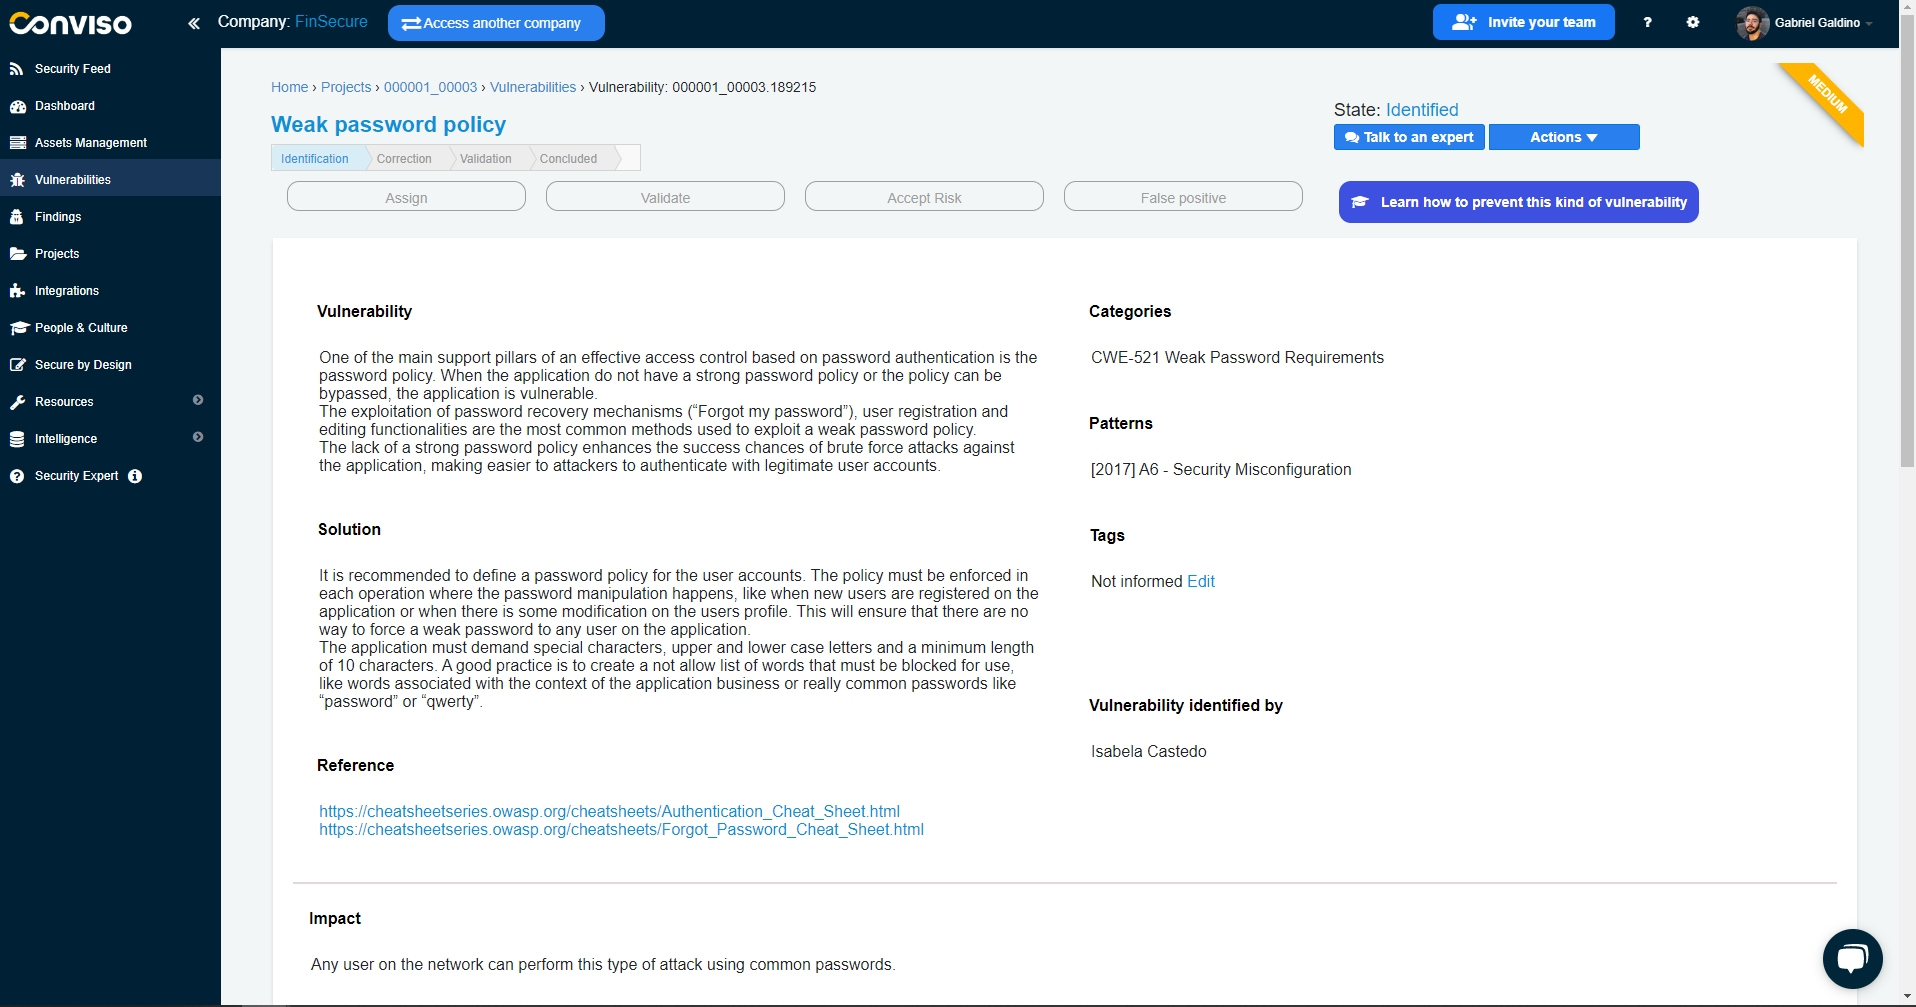 Conviso
Company: FinSecure
Access another company
Invite your team
?
Gabriel Galdino
Security Feed
Dashboard
Assets Management
Vulnerabilities
Findings
Projects
Integrations
People & Culture
Secure by Design
Resources
Intelligence
Security Expert
Home › Projects › 000001_00003 › Vulnerabilities › Vulnerability: 000001_00003.189215
Weak password policy
Identification
Correction
Validation
Concluded
State: Identified
Talk to an expert
Actions
MEDIUM
Assign
Validate
Accept Risk
False positive
Learn how to prevent this kind of vulnerability
Vulnerability
One of the main support pillars of an effective access control based on password authentication is the
password policy. When the application do not have a strong password policy or the policy can be
bypassed, the application is vulnerable.
The exploitation of password recovery mechanisms (“Forgot my password”), user registration and
editing functionalities are the most common methods used to exploit a weak password policy.
The lack of a strong password policy enhances the success chances of brute force attacks against
the application, making easier to attackers to authenticate with legitimate user accounts.
Solution
It is recommended to define a password policy for the user accounts. The policy must be enforced in
each operation where the password manipulation happens, like when new users are registered on the
application or when there is some modification on the users profile. This will ensure that there are no
way to force a weak password to any user on the application.
The application must demand special characters, upper and lower case letters and a minimum length
of 10 characters. A good practice is to create a not allow list of words that must be blocked for use,
like words associated with the context of the application business or really common passwords like
“password” or “qwerty”.
Reference
https://cheatsheetseries.owasp.org/cheatsheets/Authentication_Cheat_Sheet.html
https://cheatsheetseries.owasp.org/cheatsheets/Forgot_Password_Cheat_Sheet.html
Categories
CWE-521 Weak Password Requirements
Patterns
[2017] A6 - Security Misconfiguration
Tags
Not informed Edit
Vulnerability identified by
Isabela Castedo
Impact
Any user on the network can perform this type of attack using common passwords.